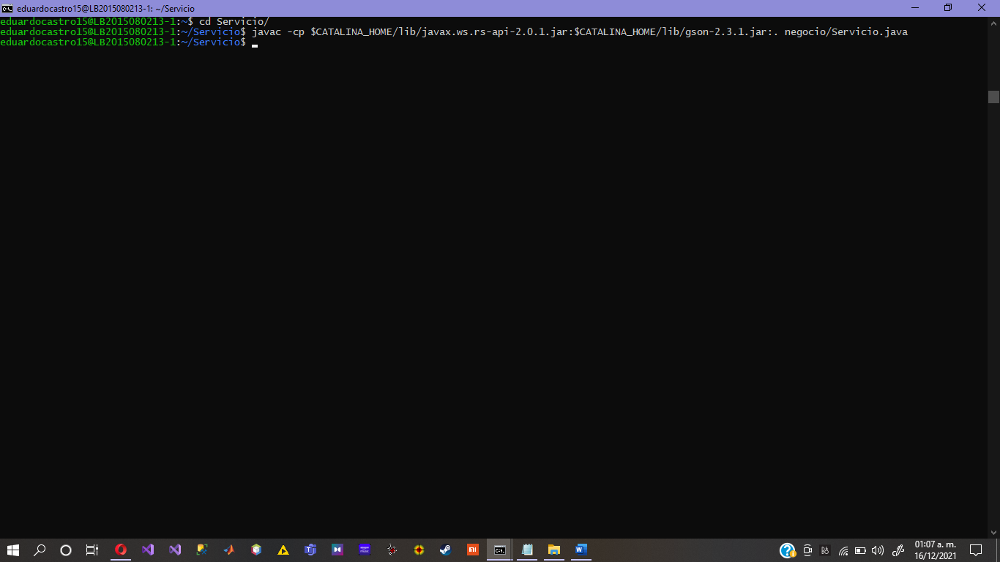 eduardocastro15@LB2015080213-1: ~/Servicio
eduardocastro15@LB2015080213-1:~$ cd Servicio/
eduardocastro15@LB2015080213-1:~/Servicio$ javac -cp $CATALINA_HOME/lib/javax.ws.rs-api-2.0.1.jar:$CATALINA_HOME/lib/gson-2.3.1.jar:. negocio/Servicio.java
eduardocastro15@LB2015080213-1:~/Servicio$
01:07 a. m.
16/12/2021